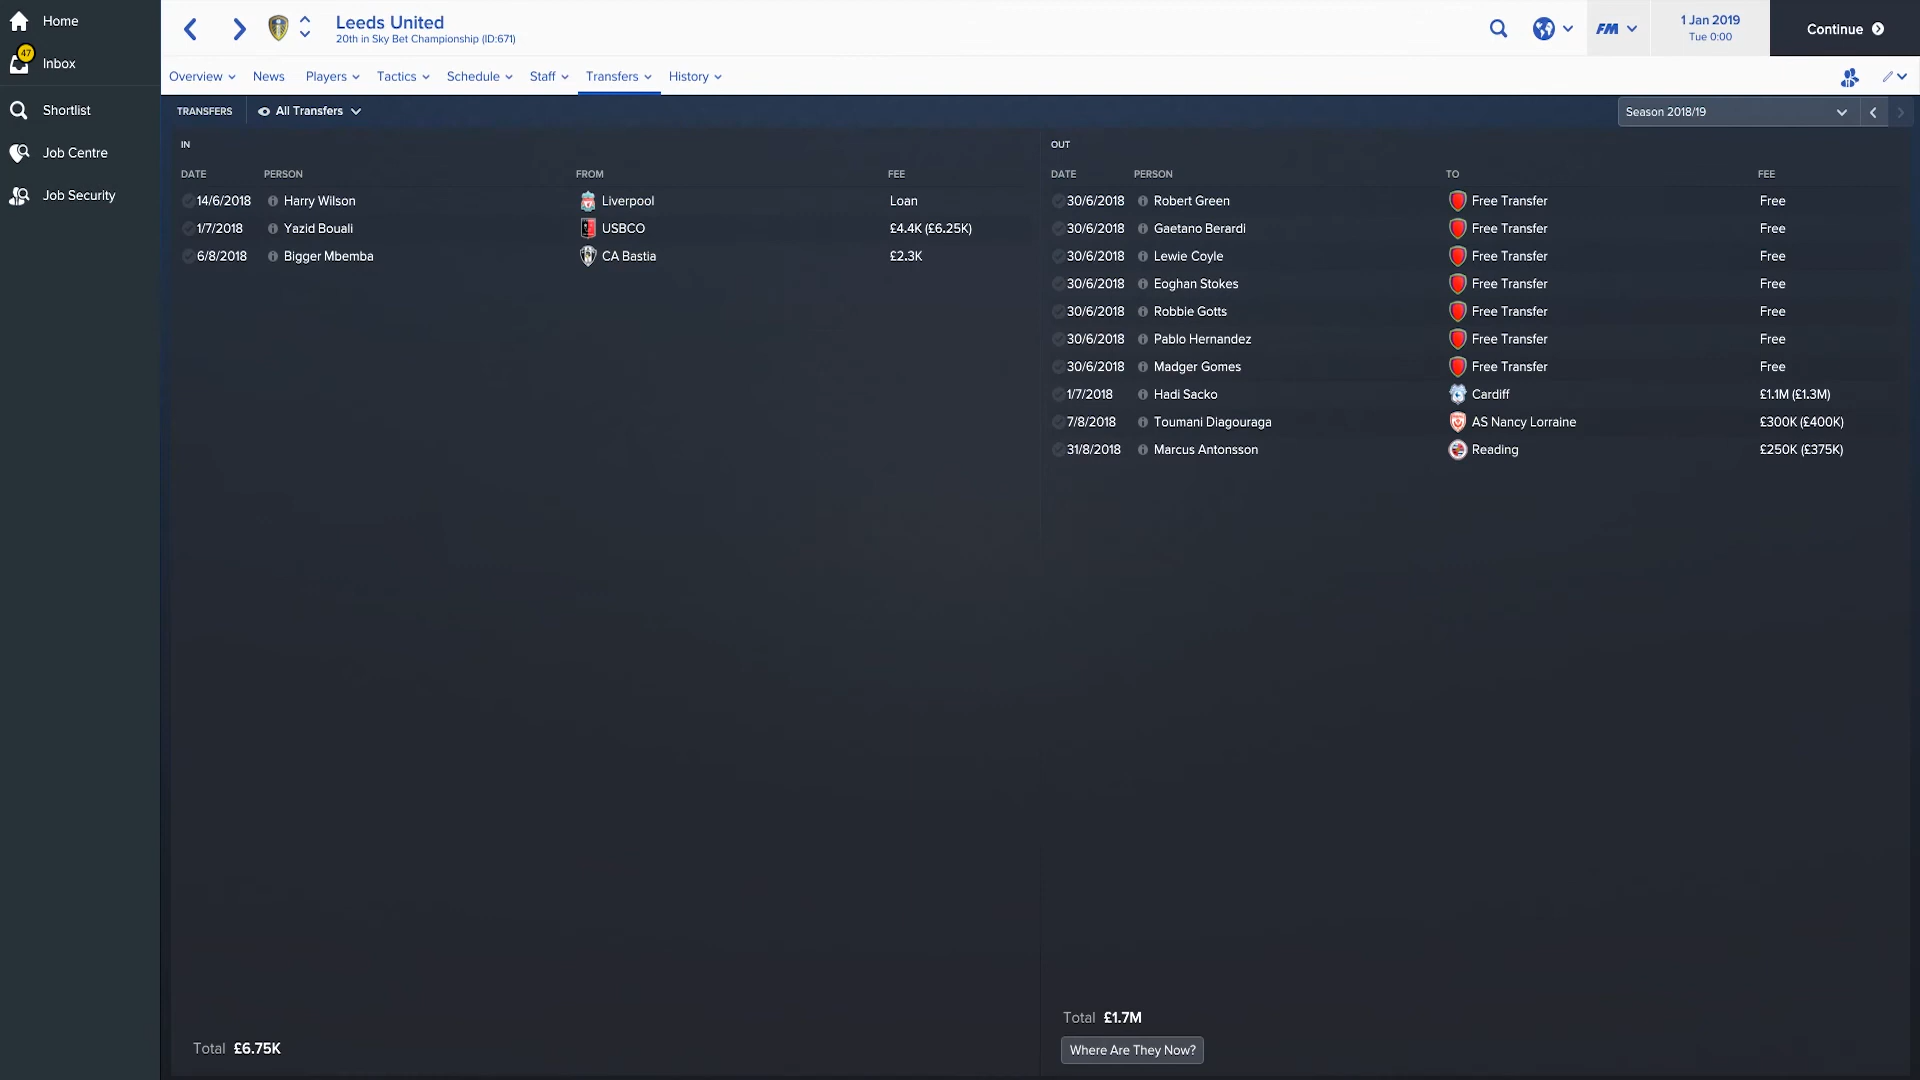 Home
47
Inbox
Shortlist
Job Centre
Job Security
Leeds United
20th in Sky Bet Championship (ID:671)
FM
1 Jan 2019
Tue 0:00
Continue
Overview News Players Tactics Schedule Staff Transfers History
TRANSFERS All Transfers Season 2018/19
IN
DATE PERSON FROM FEE
14/6/2018 Harry Wilson Liverpool Loan
1/7/2018 Yazid Bouali USBCO £4.4K (£6.25K)
6/8/2018 Bigger Mbemba CA Bastia £2.3K
Total £6.75K
OUT
DATE PERSON TO FEE
30/6/2018 Robert Green Free Transfer Free
30/6/2018 Gaetano Berardi Free Transfer Free
30/6/2018 Lewie Coyle Free Transfer Free
30/6/2018 Eoghan Stokes Free Transfer Free
30/6/2018 Robbie Gotts Free Transfer Free
30/6/2018 Pablo Hernandez Free Transfer Free
30/6/2018 Madger Gomes Free Transfer Free
1/7/2018 Hadi Sacko Cardiff £1.1M (£1.3M)
7/8/2018 Toumani Diagouraga AS Nancy Lorraine £300K (£400K)
31/8/2018 Marcus Antonsson Reading £250K (£375K)
Total £1.7M
Where Are They Now?